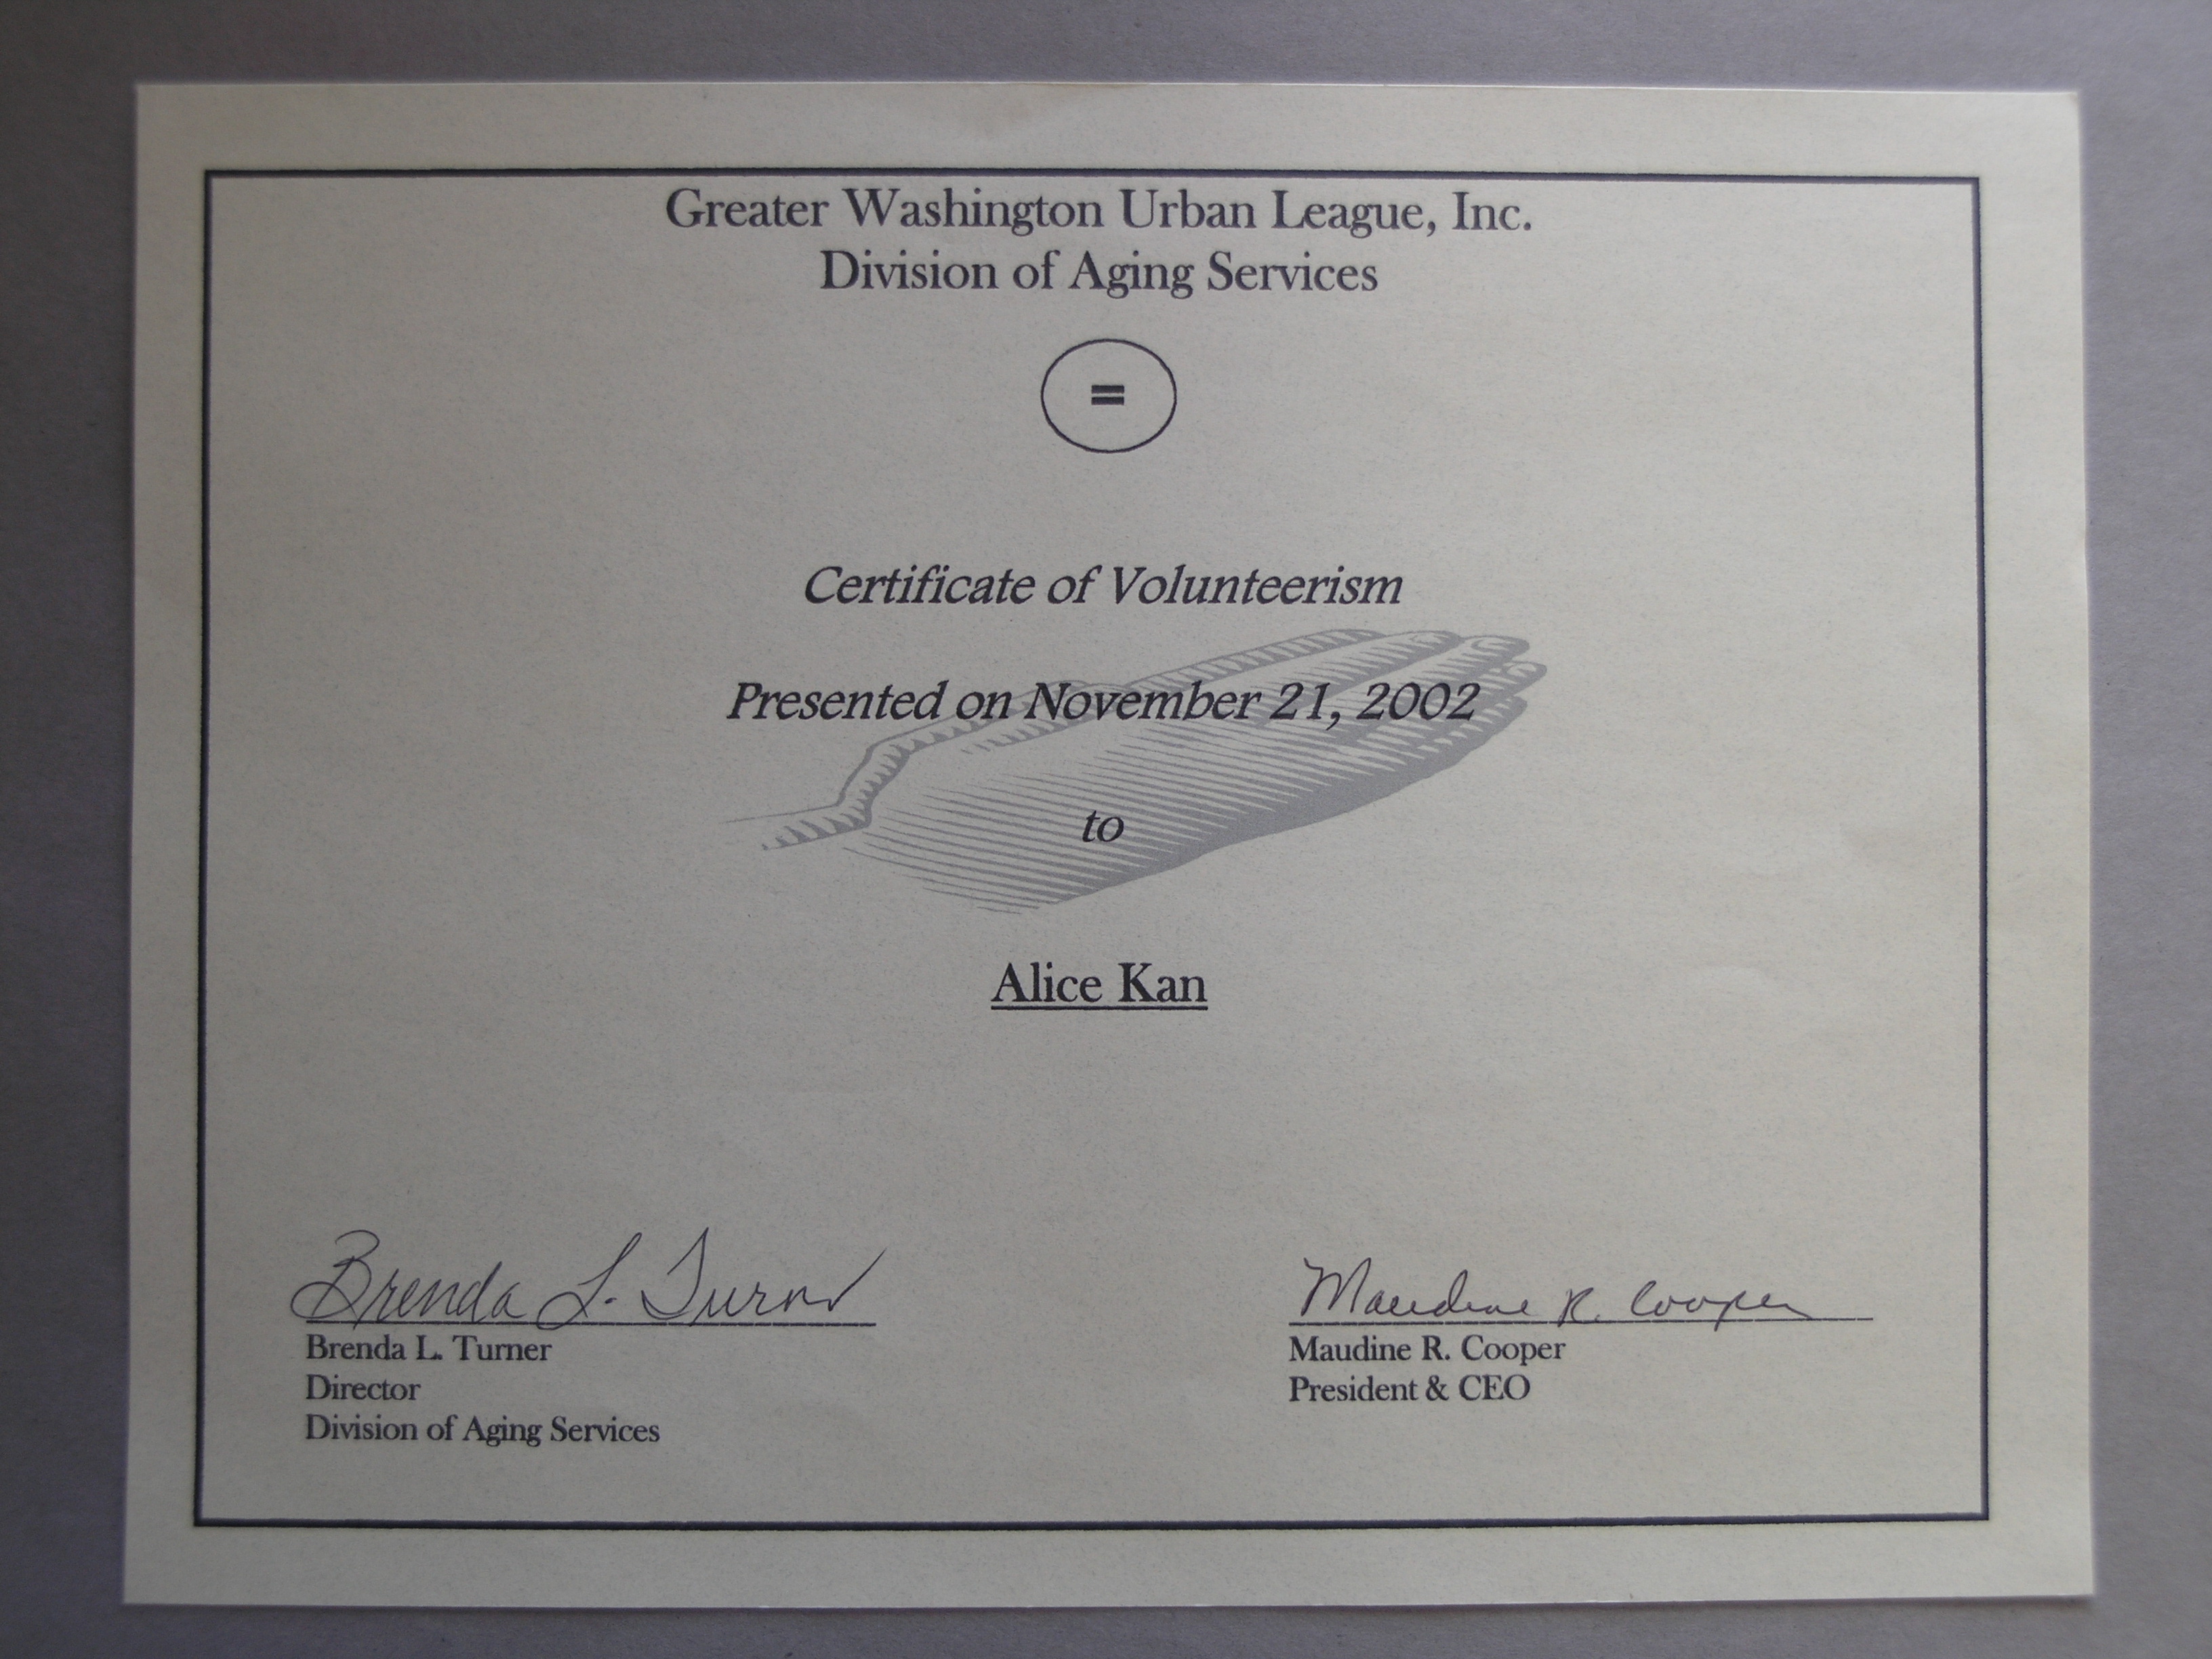 Greater Washington Urban League, Inc.
Division of Aging Services
=
Certificate of Volunteerism
Presented on November 21, 2002
to
Alice Kan
Brenda L. Turner
Brenda L. Turner
Director
Division of Aging Services
Maudine R. Cooper
Maudine R. Cooper
President & CEO